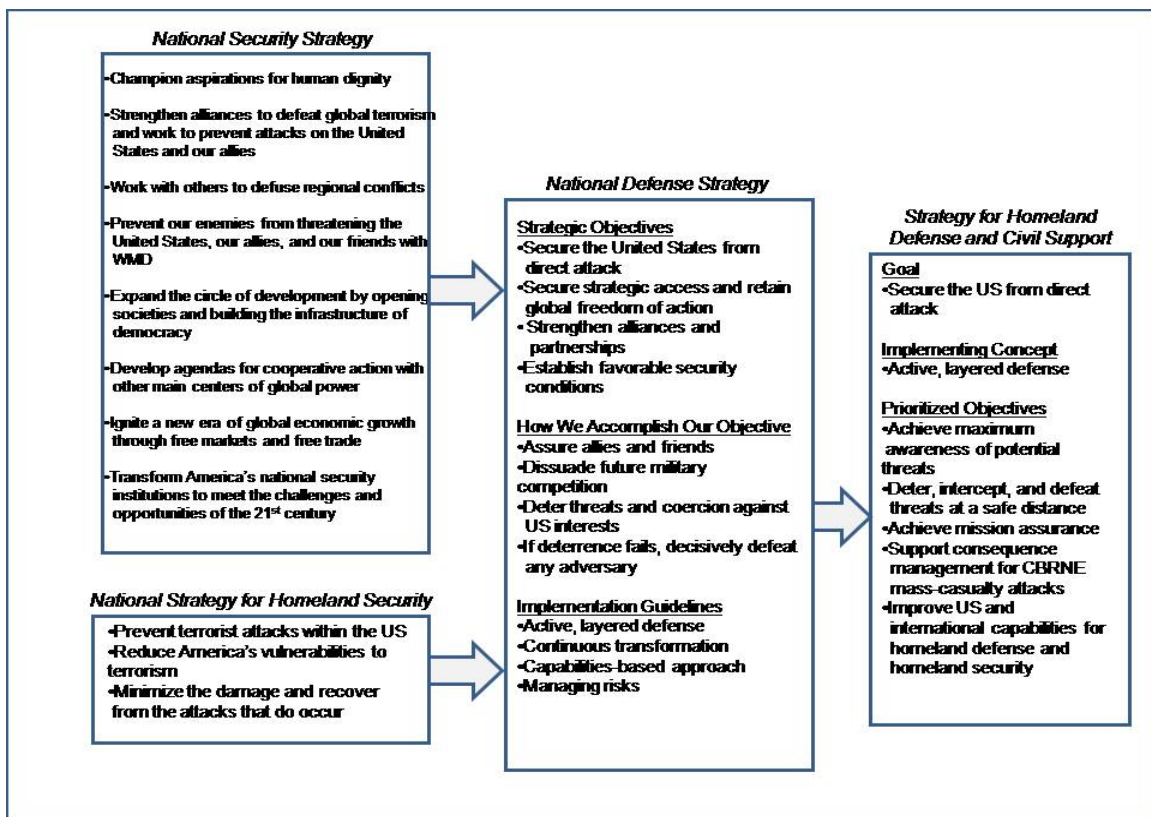 National Security Strategy
•Champion aspirations for human dignity
•Strengthen alliances to defeat global terrorism
and work to prevent attacks on the United
States and our allies
•Work with others to defuse regional conflicts
•Prevent our enemies from threatening the
United States, our allies, and our friends with
WMD
•Expand the circle of development by opening
societies and building the infrastructure of
democracy
•Develop agendas for cooperative action with
other main centers of global power
•Ignite a new era of global economic growth
through free markets and free trade
•Transform America's national security
institutions to meet the challenges and
opportunities of the 21st century
National Strategy for Homeland Security
•Prevent terrorist attacks within the US
•Reduce America's vulnerabilities to
terrorism
•Minimize the damage and recover
from the attacks that do occur
National Defense Strategy
Strategic Objectives
•Secure the United States from
direct attack
•Secure strategic access and retain
global freedom of action
• Strengthen alliances and
partnerships
•Establish favorable security
conditions
How We Accomplish Our Objective
•Assure allies and friends
•Dissuade future military
competition
•Deter threats and coercion against
US interests
•If deterrence fails, decisively defeat
any adversary
Implementation Guidelines
•Active, layered defense
•Continuous transformation
•Capabilities-based approach
•Managing risks
Strategy for Homeland
Defense and Civil Support
Goal
•Secure the US from direct
attack
Implementing Concept
•Active, layered defense
Prioritized Objectives
•Achieve maximum
awareness of potential
threats
•Deter, intercept, and defeat
threats at a safe distance
•Achieve mission assurance
•Support consequence
management for CBRNE
mass-casualty attacks
•Improve US and
international capabilities for
homeland defense and
homeland security